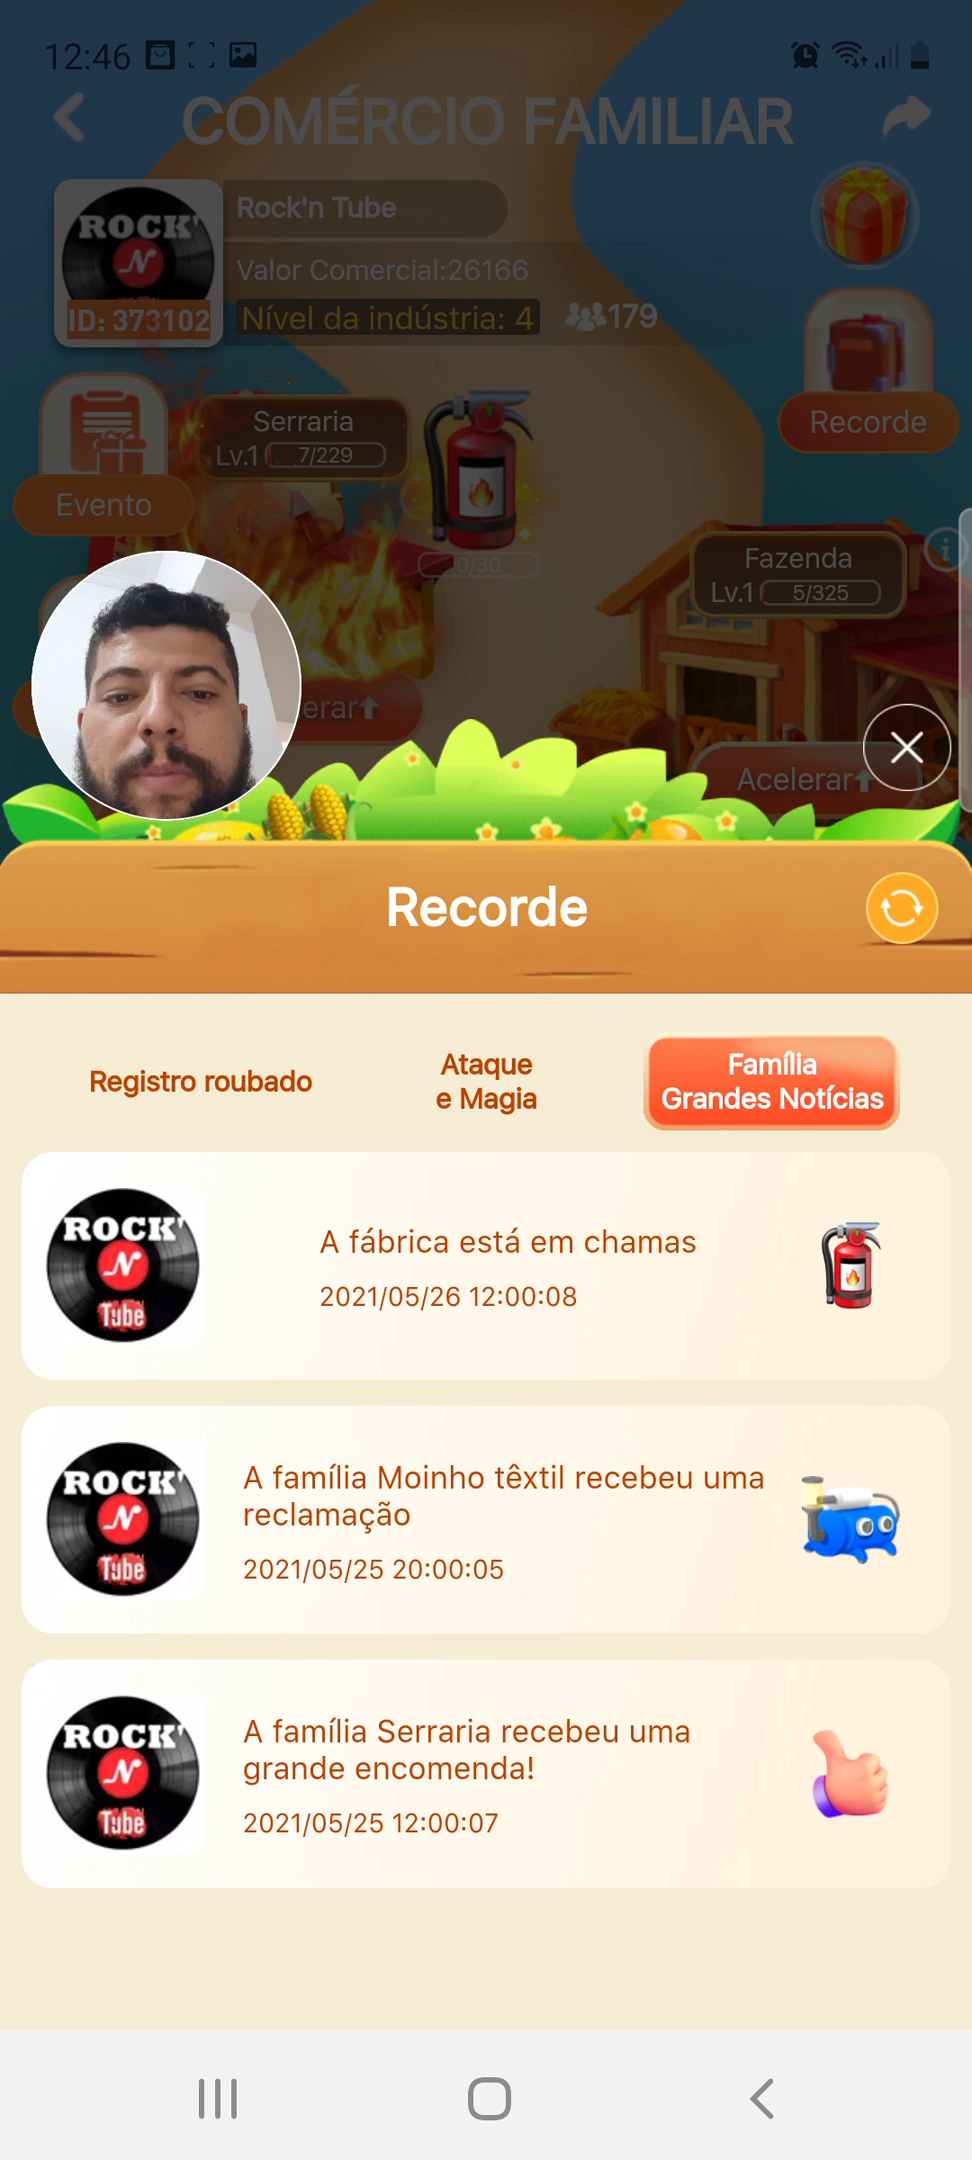 12:46
COMÉRCIO FAMILIAR
ROCK'
N
ID: 373102
Rock'n Tube
Valor Comercial:26166
Nível da indústria: 4
179
Recorde
Evento
Serraria
Lv.1 7/229
0/30
Fazenda
Lv.1 5/325
erar
Acelerar
Recorde
Registro roubado
Ataque
e Magia
Família
Grandes Notícias
ROCK'
N
Tube
A fábrica está em chamas
2021/05/26 12:00:08
ROCK'
N
Tube
A família Moinho têxtil recebeu uma
reclamação
2021/05/25 20:00:05
ROCK'
N
Tube
A família Serraria recebeu uma
grande encomenda!
2021/05/25 12:00:07